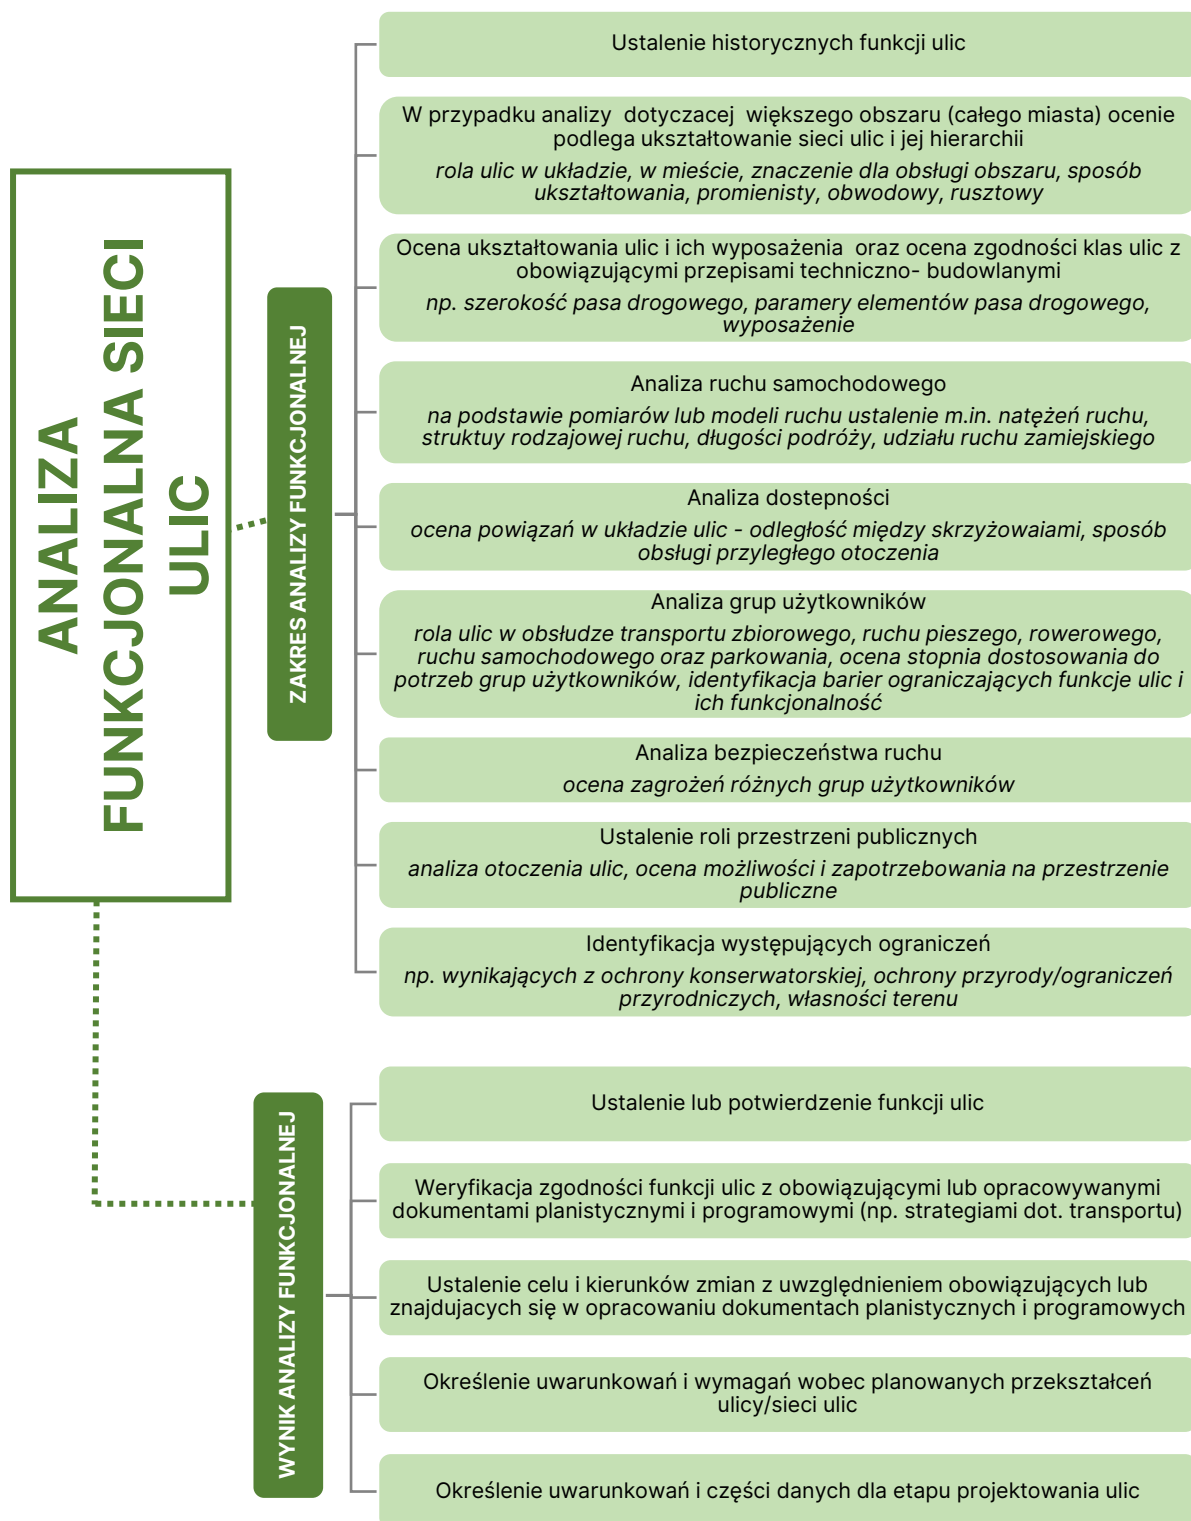 ANALIZA
FUNKCJONALNA SIECI
ULIC
ZAKRES ANALIZY FUNKCJONALNEJ
Ustalenie historycznych funkcji ulic
W przypadku analizy  dotyczacej  większego obszaru (całego miasta) ocenie
podlega ukształtowanie sieci ulic i jej hierarchii
rola ulic w układzie, w mieście, znaczenie dla obsługi obszaru, sposób
ukształtowania, promienisty, obwodowy, rusztowy
Ocena ukształtowania ulic i ich wyposażenia  oraz ocena zgodności klas ulic z
obowiązującymi przepisami techniczno- budowlanymi
np. szerokość pasa drogowego, paramery elementów pasa drogowego,
wyposażenie
Analiza ruchu samochodowego
na podstawie pomiarów lub modeli ruchu ustalenie m.in. natężeń ruchu,
struktuy rodzajowej ruchu, długości podróży, udziału ruchu zamiejskiego
Analiza dostepności
ocena powiązań w układzie ulic - odległość między skrzyżowaiami, sposób
obsługi przyległego otoczenia
Analiza grup użytkowników
rola ulic w obsłudze transportu zbiorowego, ruchu pieszego, rowerowego,
ruchu samochodowego oraz parkowania, ocena stopnia dostosowania do
potrzeb grup użytkowników, identyfikacja barier ograniczających funkcje ulic i
ich funkcjonalność
Analiza bezpieczeństwa ruchu
ocena zagrożeń różnych grup użytkowników
Ustalenie roli przestrzeni publicznych
analiza otoczenia ulic, ocena możliwości i zapotrzebowania na przestrzenie
publiczne
Identyfikacja występujących ograniczeń
np. wynikających z ochrony konserwatorskiej, ochrony przyrody/ograniczeń
przyrodniczych, własności terenu
WYNIK ANALIZY FUNKCJONALNEJ
Ustalenie lub potwierdzenie funkcji ulic
Weryfikacja zgodności funkcji ulic z obowiązującymi lub opracowywanymi
dokumentami planistycznymi i programowymi (np. strategiami dot. transportu)
Ustalenie celu i kierunków zmian z uwzględnieniem obowiązujących lub
znajdujacych się w opracowaniu dokumentach planistycznych i programowych
Określenie uwarunkowań i wymagań wobec planowanych przekształceń
ulicy/sieci ulic
Określenie uwarunkowań i części danych dla etapu projektowania ulic